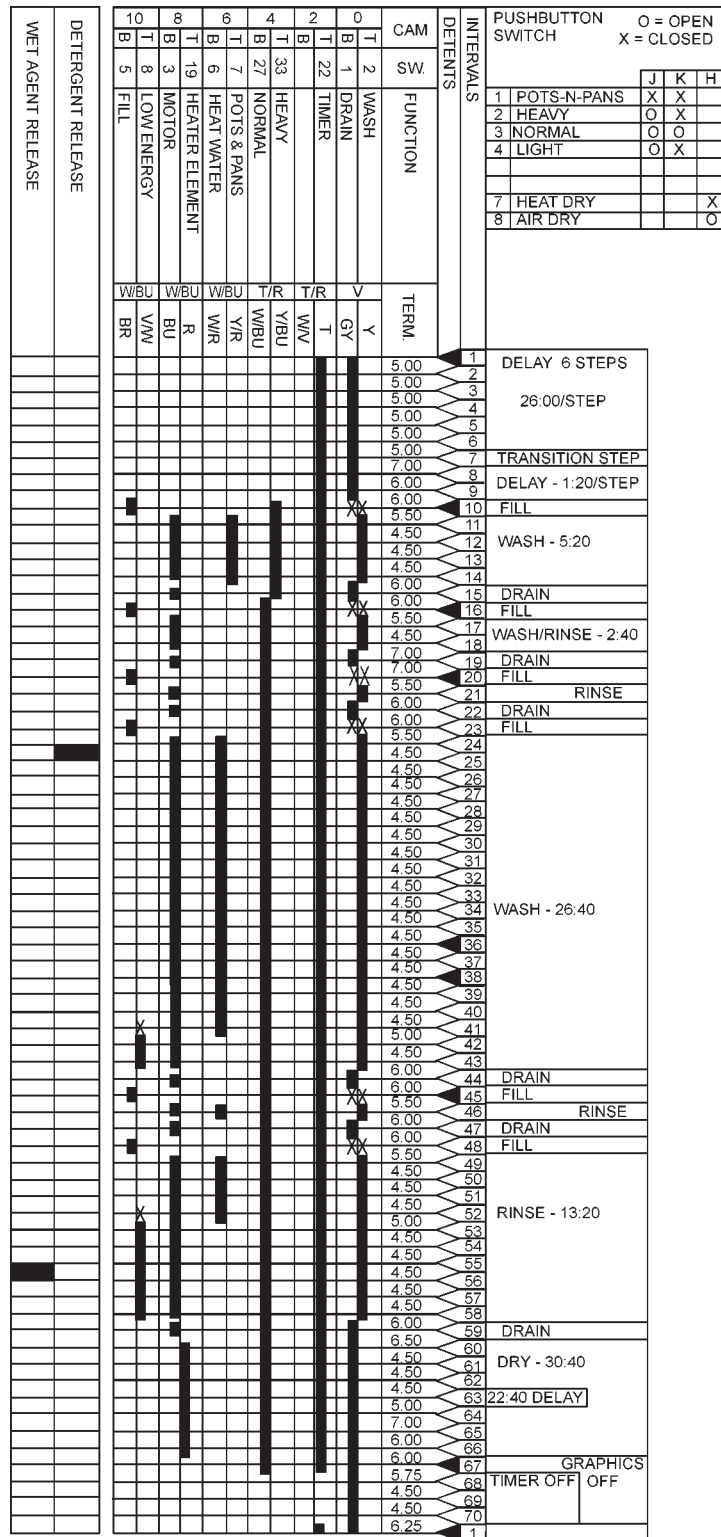 PUSHBUTTON SWITCH
O = OPEN
X = CLOSED
J K H
1 POTS-N-PANS X X
2 HEAVY O X
3 NORMAL O O
4 LIGHT O X
7 HEAT DRY X
8 AIR DRY O
WET AGENT RELEASE
DETERGENT RELEASE
10 8 6 4 2 0 CAM
B T B T B T B T B T B T
5 8 3 19 6 7 27 33 22 1 2 SW.
FILL
LOW ENERGY
MOTOR
HEATER ELEMENT
HEAT WATER
POTS & PANS
NORMAL
HEAVY
TIMER
DRAIN
WASH
FUNCTION
DETENTS
INTERVALS
W/BU W/BU W/BU T/R T/R V
BR V/W BU R W/R Y/R W/BU Y/BU W/V T GY Y
TERM.
1 DELAY 6 STEPS
5.00
2
5.00
3
5.00
4 26:00/STEP
5.00
5
5.00
6
5.00
7 TRANSITION STEP
7.00
8
6.00
DELAY - 1:20/STEP
9
6.00
X X 10 FILL
5.50
11
4.50
12 WASH - 5:20
4.50
13
4.50
14
6.00
15 DRAIN
6.00
X X 16 FILL
5.50
17 WASH/RINSE - 2:40
4.50
18
7.00
19 DRAIN
7.00
X X 20 FILL
5.50
21 RINSE
6.00
22 DRAIN
6.00
X X 23 FILL
5.50
24
4.50
25
4.50
26
4.50
27
4.50
28
4.50
29
4.50
30
4.50
31
4.50
32
4.50
33
4.50
34 WASH - 26:40
4.50
35
4.50
36
4.50
37
4.50
38
4.50
39
4.50
40
4.50
X 41
5.00
42
4.50
43
6.00
44 DRAIN
6.00
X X 45 FILL
5.50
46 RINSE
6.00
47 DRAIN
6.00
X X 48 FILL
5.50
49
4.50
50
4.50
51
4.50
X 52 RINSE - 13:20
5.00
53
4.50
54
4.50
55
4.50
56
4.50
57
4.50
58
6.00
59 DRAIN
6.50
60
4.50
61 DRY - 30:40
4.50
62
4.50
63 22:40 DELAY
5.00
64
7.00
65
6.00
66
6.00
67 GRAPHICS
5.75
68 TIMER OFF OFF
4.50
69
4.50
70
6.25
1